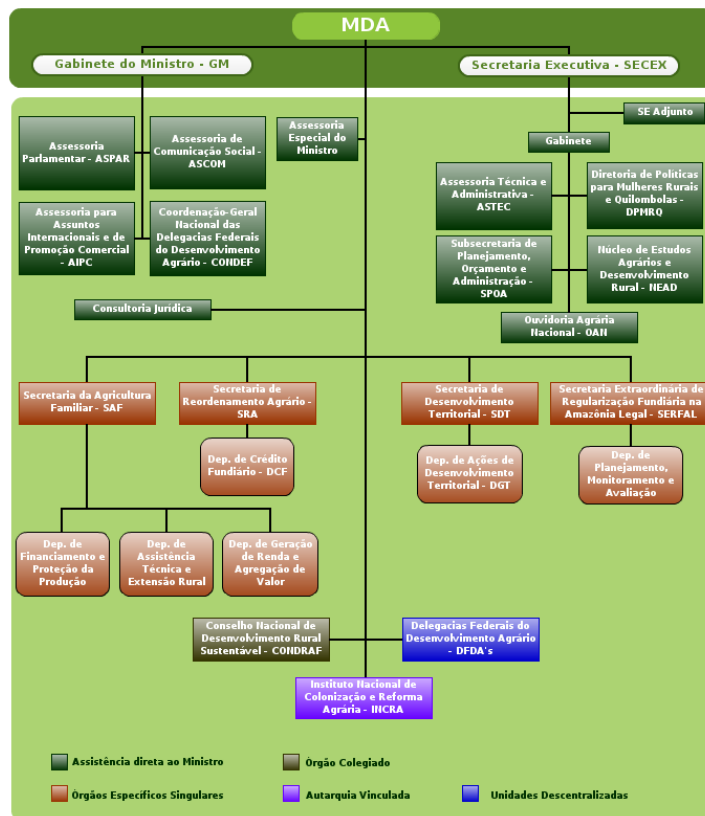 MDA
Gabinete do Ministro - GM
Secretaria Executiva - SECEX
SE Adjunto
Assessoria
Parlamentar - ASPAR
Assessoria de
Comunicação Social -
ASCOM
Assessoria
Especial do
Ministro
Gabinete
Assessoria Técnica e
Administrativa -
ASTEC
Diretoria de Politicas
para Mulheres Rurais
e Quilombolas -
DPMRQ
Assessoria para
Assuntos
Internacionais e de
Promoção Comercial -
AIPC
Coordenação-Geral
Nacional das
Delegacias Federais
do Desenvolvimento
Agrário - CONDEF
Subsecretaria de
Planejamento,
Orçamento e
Administração -
SPOA
Núcleo de Estudos
Agrários e
Desenvolvimento
Rural - NEAD
Consultoria Jurídica
Ouvidoria Agrária
Nacional - OAN
Secretaria da Agricultura
Familiar - SAF
Secretaria de
Reordenamento Agrário -
SRA
Secretaria de
Desenvolvimento
Territorial - SDT
Secretaria Extraordinária de
Regularização Fundiária na
Amazônia Legal - SERFAL
Dep. de Crédito
Fundiário - DCF
Dep. de Ações de
Desenvolvimento
Territorial - DGT
Dep. de
Planejamento,
Monitoramento e
Avaliação
Dep. de
Financiamento e
Proteção da
Produção
Dep. de
Assistência
Técnica e
Extensão Rural
Dep. de Geração
de Renda e
Agregação de
Valor
Conselho Nacional de
Desenvolvimento Rural
Sustentável - CONDRAF
Delegacias Federais do
Desenvolvimento Agrário
- DFDA's
Instituto Nacional de
Colonização e Reforma
Agrária - INCRA
Assistência direta ao Ministro
Órgão Colegiado
Órgãos Específicos Singulares
Autarquia Vinculada
Unidades Descentralizadas